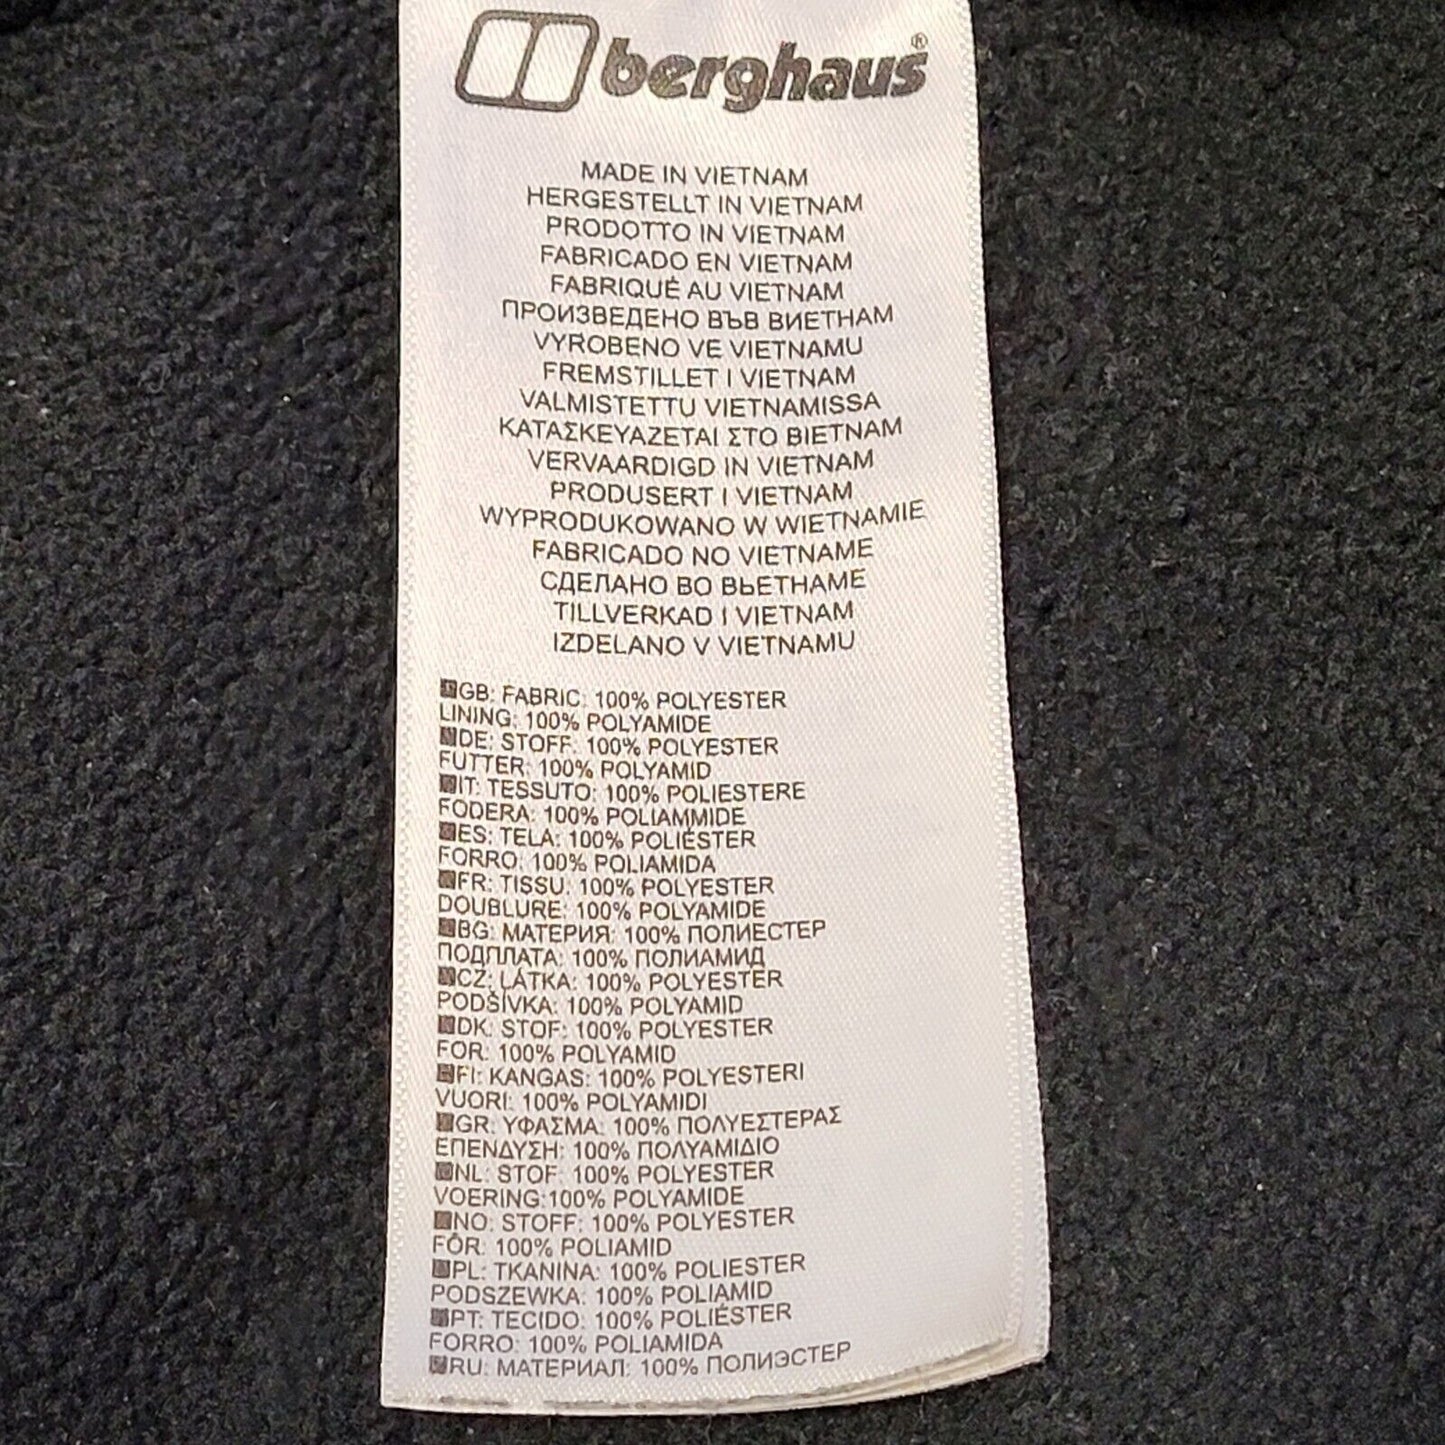 berghaus®
MADE IN VIETNAM
HERGESTELLT IN VIETNAM
PRODOTTO IN VIETNAM
FABRICADO EN VIETNAM
FABRIQUÉ AU VIETNAM
ПРОИЗВЕДЕНО ВЪВ ВИЕТНАМ
VYROBENO VE VIETNAMU
FREMSTILLET I VIETNAM
VALMISTETTU VIETNAMISSA
ΚΑΤΑΣΚΕΥΑΖΕΤΑΙ ΣΤΟ ΒΙΕΤΝΑΜ
VERVAARDIGD IN VIETNAM
PRODUSERT I VIETNAM
WYPRODUKOWANO W WIETNAMIE
FABRICADO NO VIETNAME
СДЕЛАНО ВО ВЬЕТНАМЕ
TILLVERKAD I VIETNAM
IZDELANO V VIETNAMU
GB: FABRIC: 100% POLYESTER
LINING: 100% POLYAMIDE
DE: STOFF: 100% POLYESTER
FUTTER: 100% POLYAMID
IT: TESSUTO: 100% POLIESTERE
FODERA: 100% POLIAMMIDE
ES: TELA: 100% POLIÉSTER
FORRO: 100% POLIAMIDA
FR: TISSU: 100% POLYESTER
DOUBLURE: 100% POLYAMIDE
BG: МАТЕРИЯ: 100% ПОЛИЕСТЕР
ПОДПЛАТА: 100% ПОЛИАМИД
CZ: LÁTKA: 100% POLYESTER
PODŠÍVKA: 100% POLYAMID
DK: STOF: 100% POLYESTER
FOR: 100% POLYAMID
FI: KANGAS: 100% POLYESTERI
VUORI: 100% POLYAMIDI
GR: ΥΦΑΣΜΑ: 100% ΠΟΛΥΕΣΤΕΡΑΣ
ΕΠΕΝΔΥΣΗ: 100% ΠΟΛΥΑΜΙΔΙΟ
NL: STOF: 100% POLYESTER
VOERING:100% POLYAMIDE
NO: STOFF: 100% POLYESTER
FÔR: 100% POLIAMID
PL: TKANINA: 100% POLIESTER
PODSZEWKA: 100% POLIAMID
PT: TECIDO: 100% POLIÉSTER
FORRO: 100% POLIAMIDA
RU: МАТЕРИАЛ: 100% ПОЛИЭСТЕР